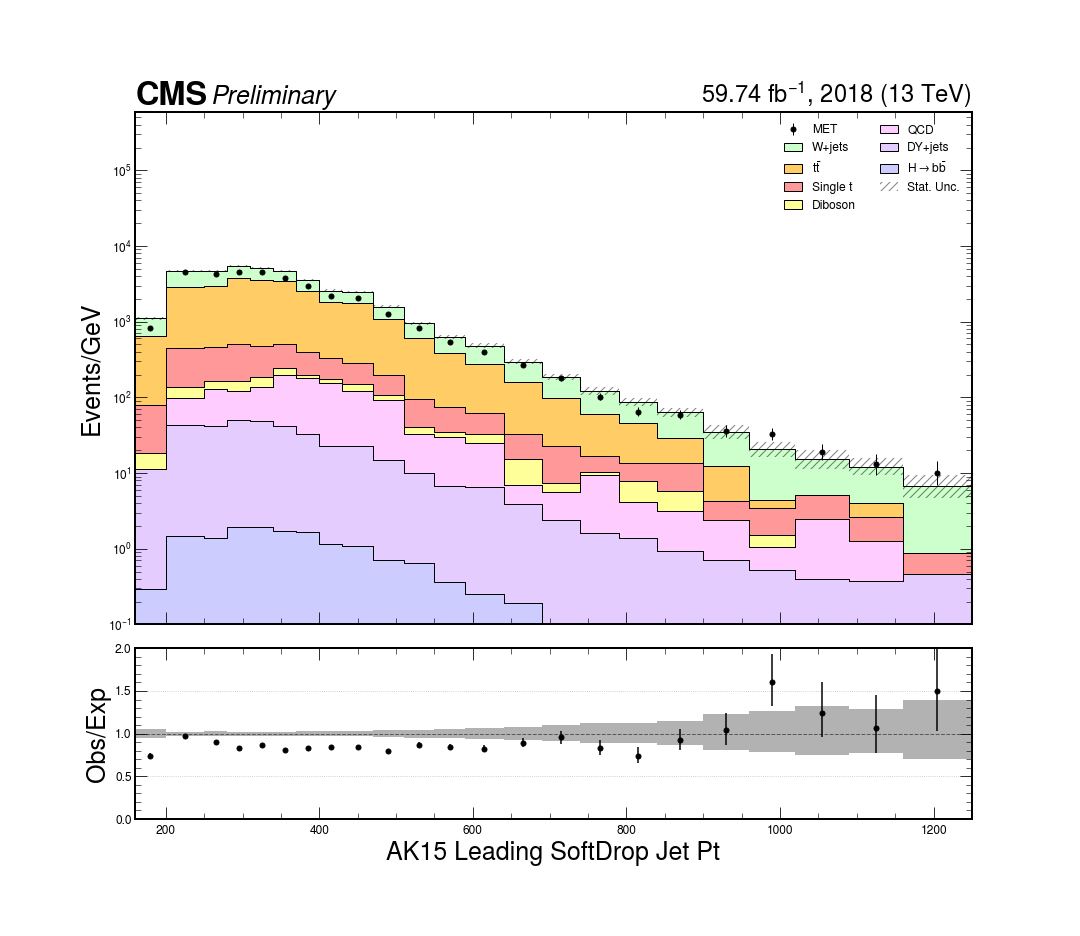 CMS Preliminary
59.74 fb⁻¹, 2018 (13 TeV)
MET
W+jets
tt̄
Single t
Diboson
QCD
DY+jets
H→bb̄
Stat. Unc.
Events/GeV
10⁵
10⁴
10³
10²
10¹
10⁰
10⁻¹
Obs/Exp
2.0
1.5
1.0
0.5
0.0
200 400 600 800 1000 1200
AK15 Leading SoftDrop Jet Pt